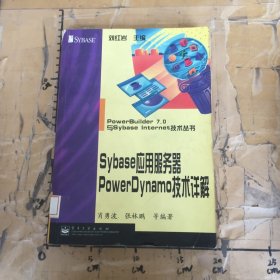 SYBASE
刘红岩 主编
PowerBuilder 7.0
与Sybase Internet技术丛书
Sybase应用服务器
PowerDynamo技术详解
肖勇波 张林鹏 等编著